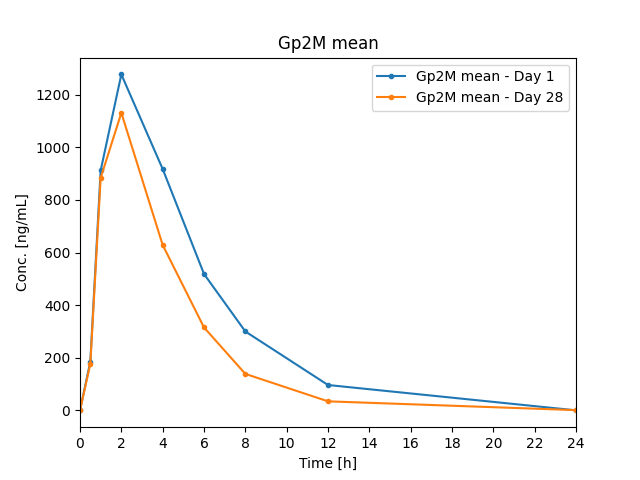 Gp2M mean
Gp2M mean - Day 1
Gp2M mean - Day 28
Conc. [ng/mL]
1200
1000
800
600
400
200
0
0 2 4 6 8 10 12 14 16 18 20 22 24
Time [h]